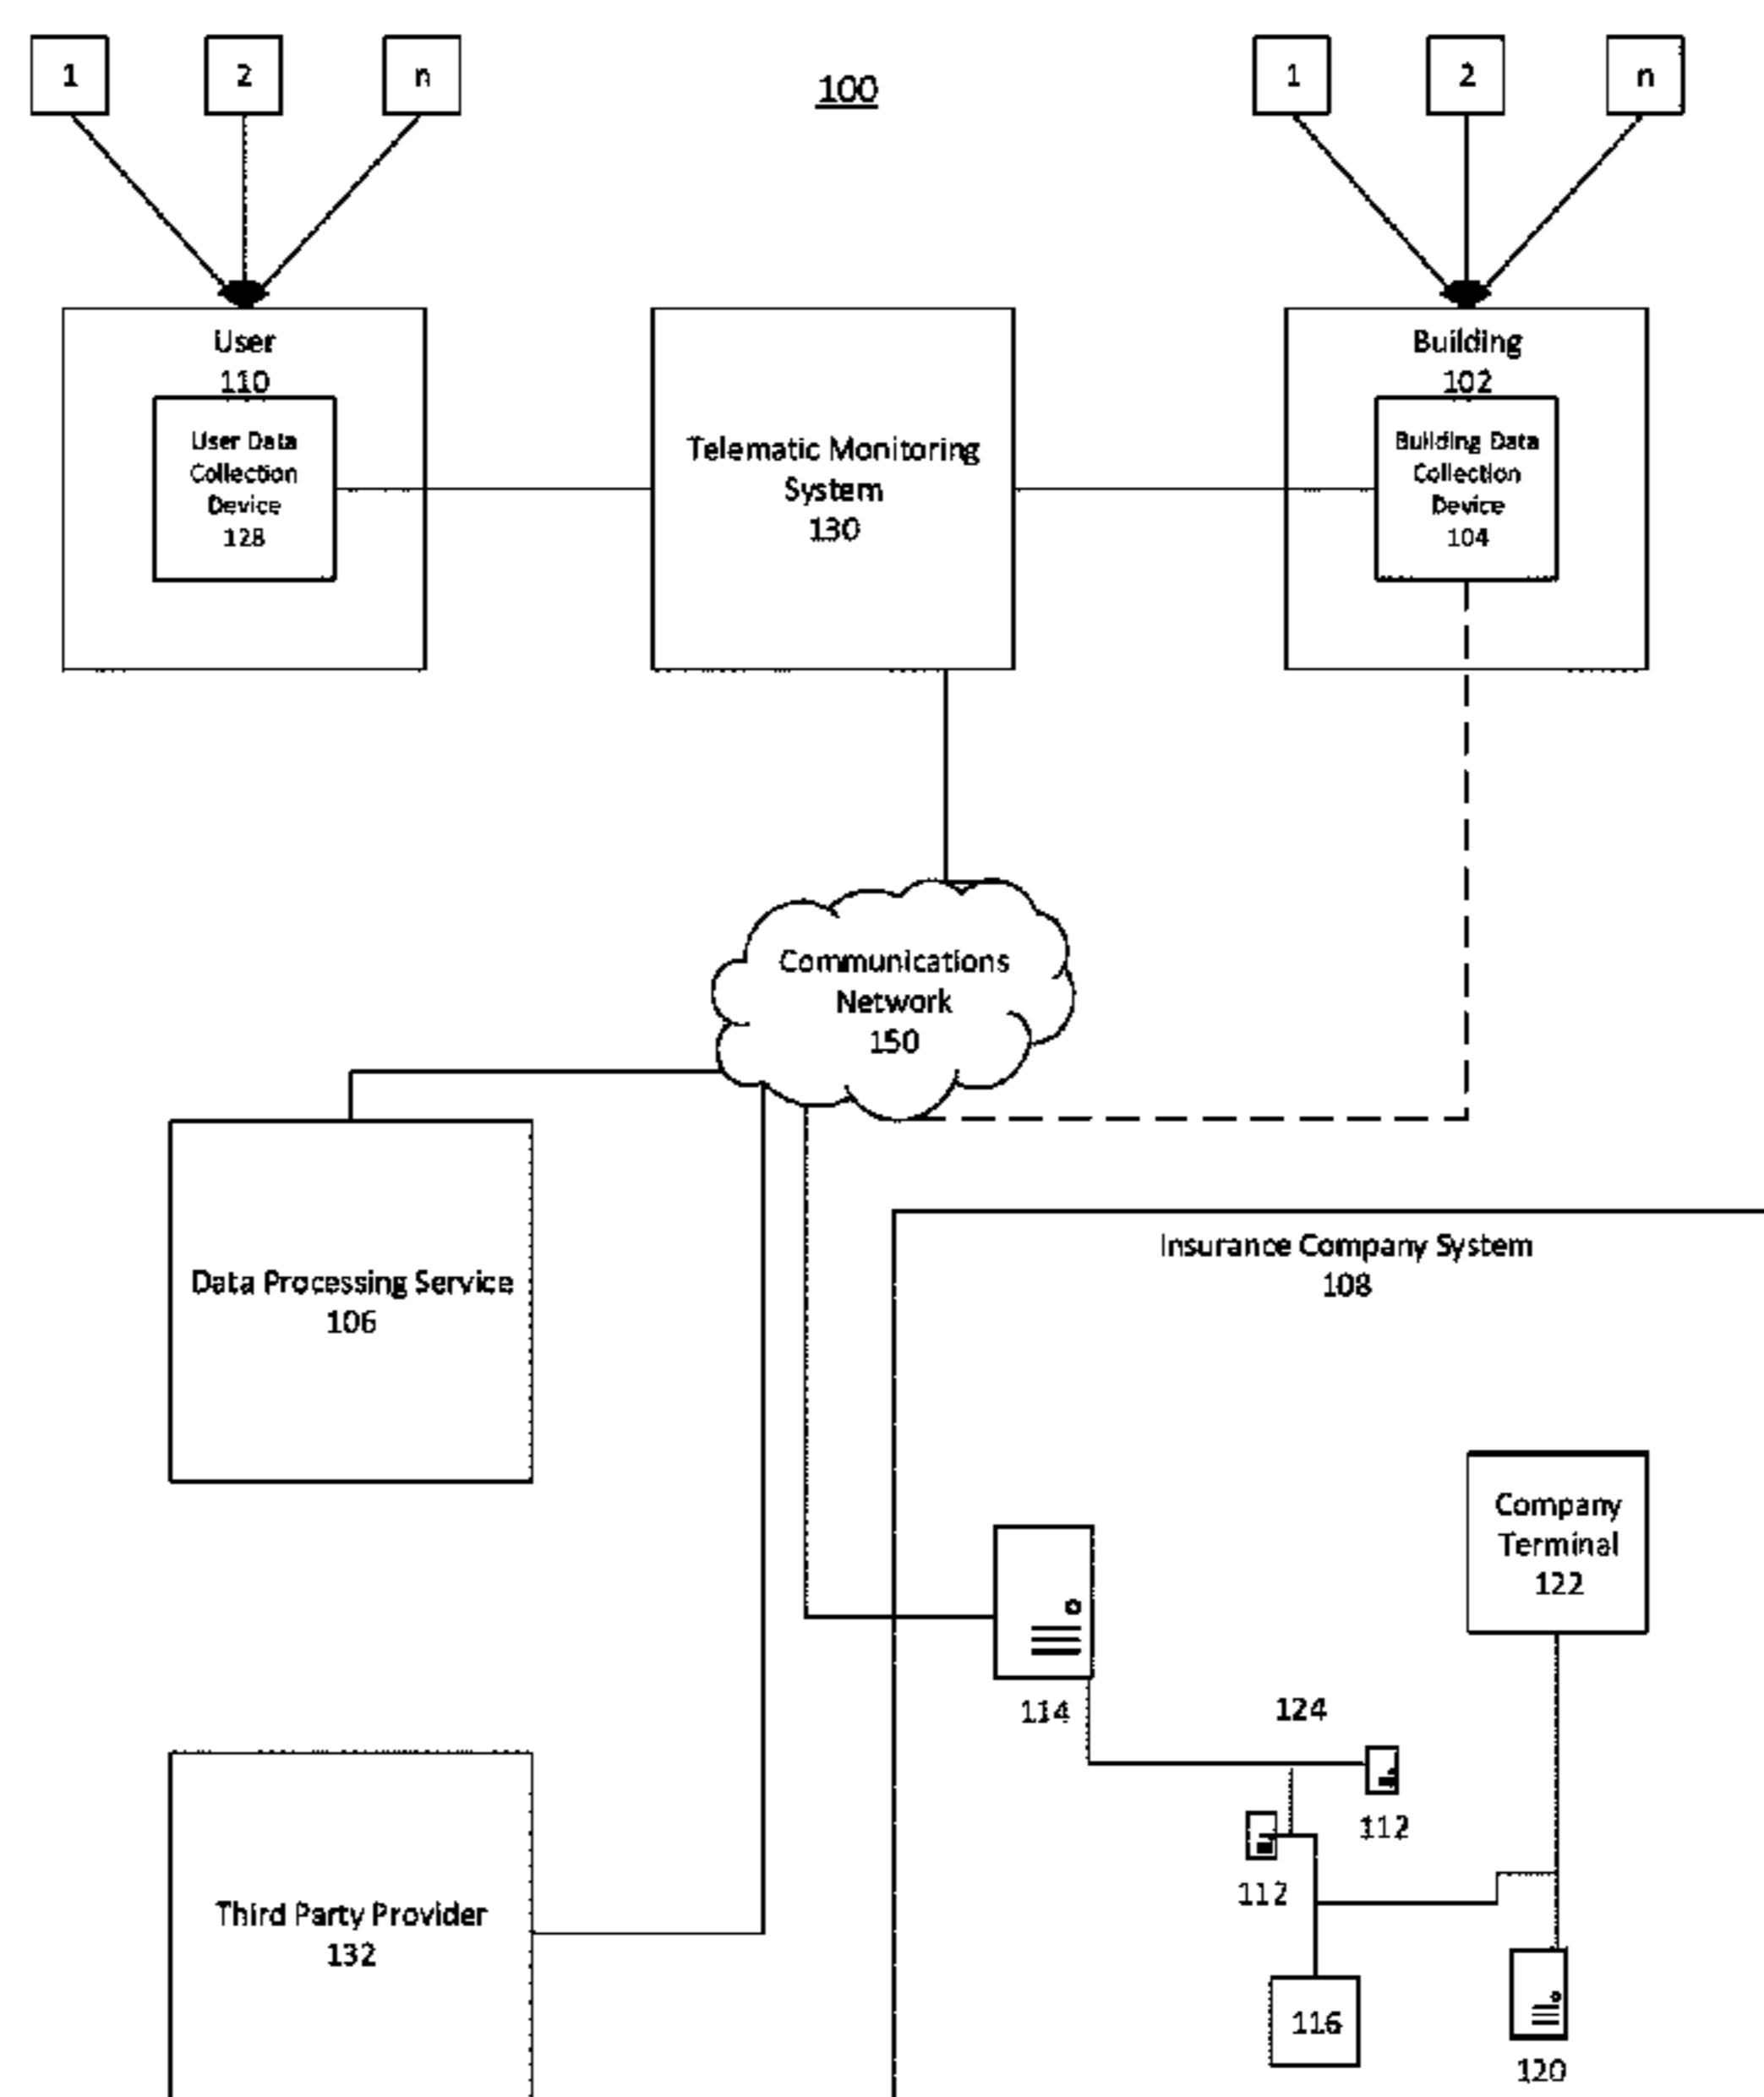 1
2
n
100
1
2
n
User
110
User Data
Collection
Device
128
Telematic Monitoring
System
130
Building
102
Building Data
Collection
Device
104
Communications
Network
150
Data Processing Service
106
Insurance Company System
108
Company
Terminal
122
114
124
112
112
Third Party Provider
132
116
120